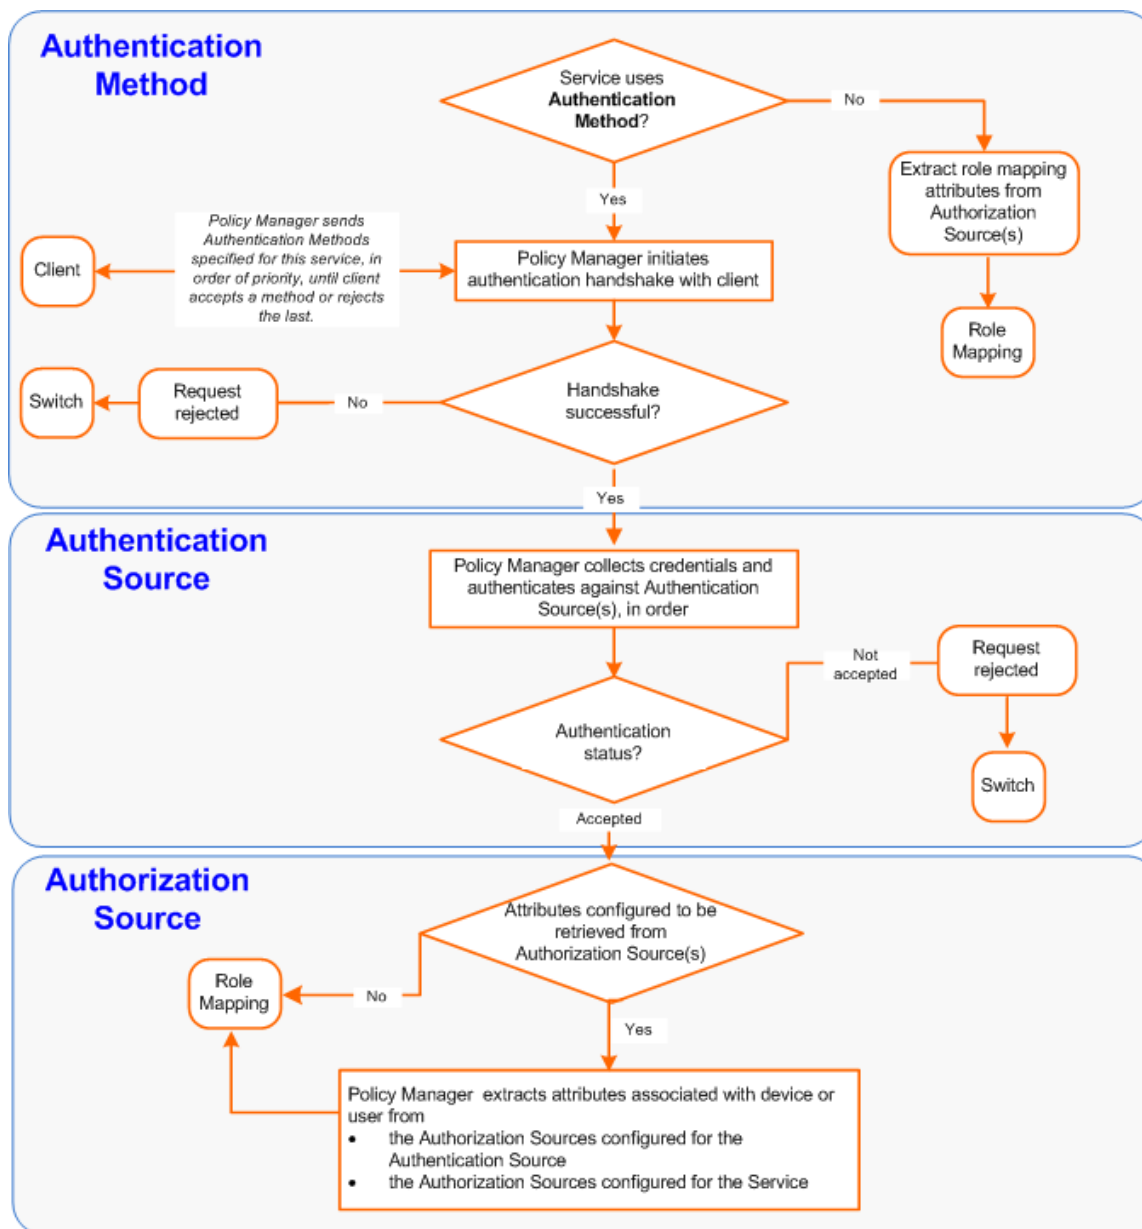 Authentication
Method
Service uses
Authentication
Method?
No
Extract role mapping
attributes from
Authorization
Source(s)
Yes
Policy Manager sends
Authentication Methods
specified for this service, in
order of priority, until client
accepts a method or rejects
the last.
Client
Policy Manager initiates
authentication handshake with client
Role
Mapping
Switch
Request
rejected
No
Handshake
successful?
Yes
Authentication
Source
Policy Manager collects credentials and
authenticates against Authentication
Source(s), in order
Not
accepted
Request
rejected
Authentication
status?
Switch
Accepted
Authorization
Source
Attributes configured to be
retrieved from
Authorization Source(s)
Role
Mapping
No
Yes
Policy Manager extracts attributes associated with device or
user from
• the Authorization Sources configured for the
Authentication Source
• the Authorization Sources configured for the Service